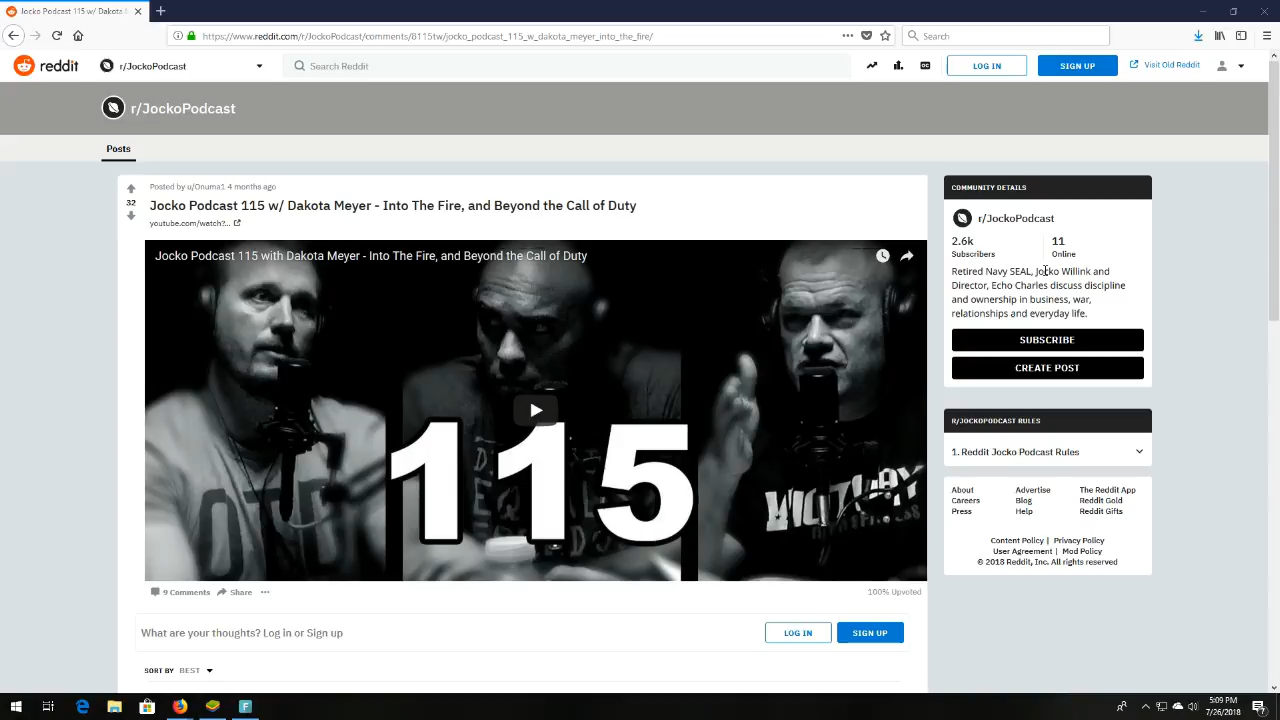 Jocko Podcast 115 w/ Dakota M
https://www.reddit.com/r/JockoPodcast/comments/8115tw/jocko_podcast_115_w_dakota_meyer_into_the_fire/
Search
reddit
r/JockoPodcast
Search Reddit
LOG IN
SIGN UP
Visit Old Reddit
r/JockoPodcast
Posts
Posted by u/Onuma1 4 months ago
32
Jocko Podcast 115 w/ Dakota Meyer - Into The Fire, and Beyond the Call of Duty
youtube.com/watch?...
Jocko Podcast 115 with Dakota Meyer - Into The Fire, and Beyond the Call of Duty
115
VICTORY
9 Comments
Share
100% Upvoted
What are your thoughts? Log in or Sign up
LOG IN
SIGN UP
SORT BY BEST
COMMUNITY DETAILS
r/JockoPodcast
2.6k 11
Subscribers Online
Retired Navy SEAL, Jocko Willink and
Director, Echo Charles discuss discipline
and ownership in business, war,
relationships and everyday life.
SUBSCRIBE
CREATE POST
R/JOCKOPODCAST RULES
1. Reddit Jocko Podcast Rules
About Advertise The Reddit App
Careers Blog Reddit Gold
Press Help Reddit Gifts
Content Policy | Privacy Policy
User Agreement | Mod Policy
© 2018 Reddit, Inc. All rights reserved
5:09 PM
7/26/2018